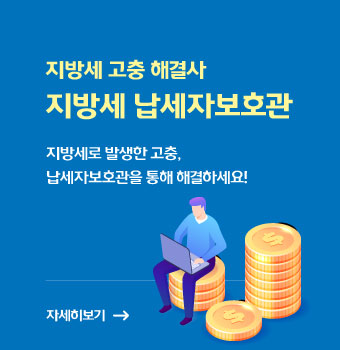 지방세 고충 해결사
지방세 납세자보호관
지방세로 발생한 고충,
납세자보호관을 통해 해결하세요!
자세히보기 →